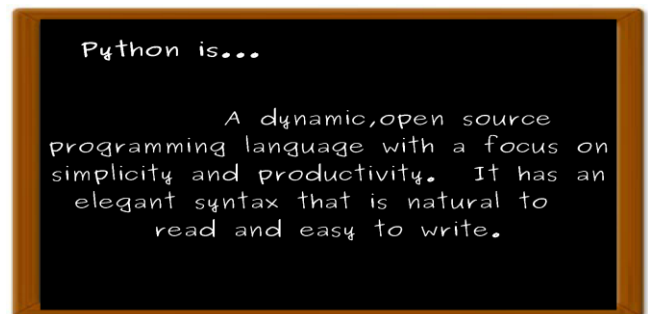 Python is...
A dynamic,open source
programming language with a focus on
simplicity and productivity. It has an
elegant syntax that is natural to
read and easy to write.